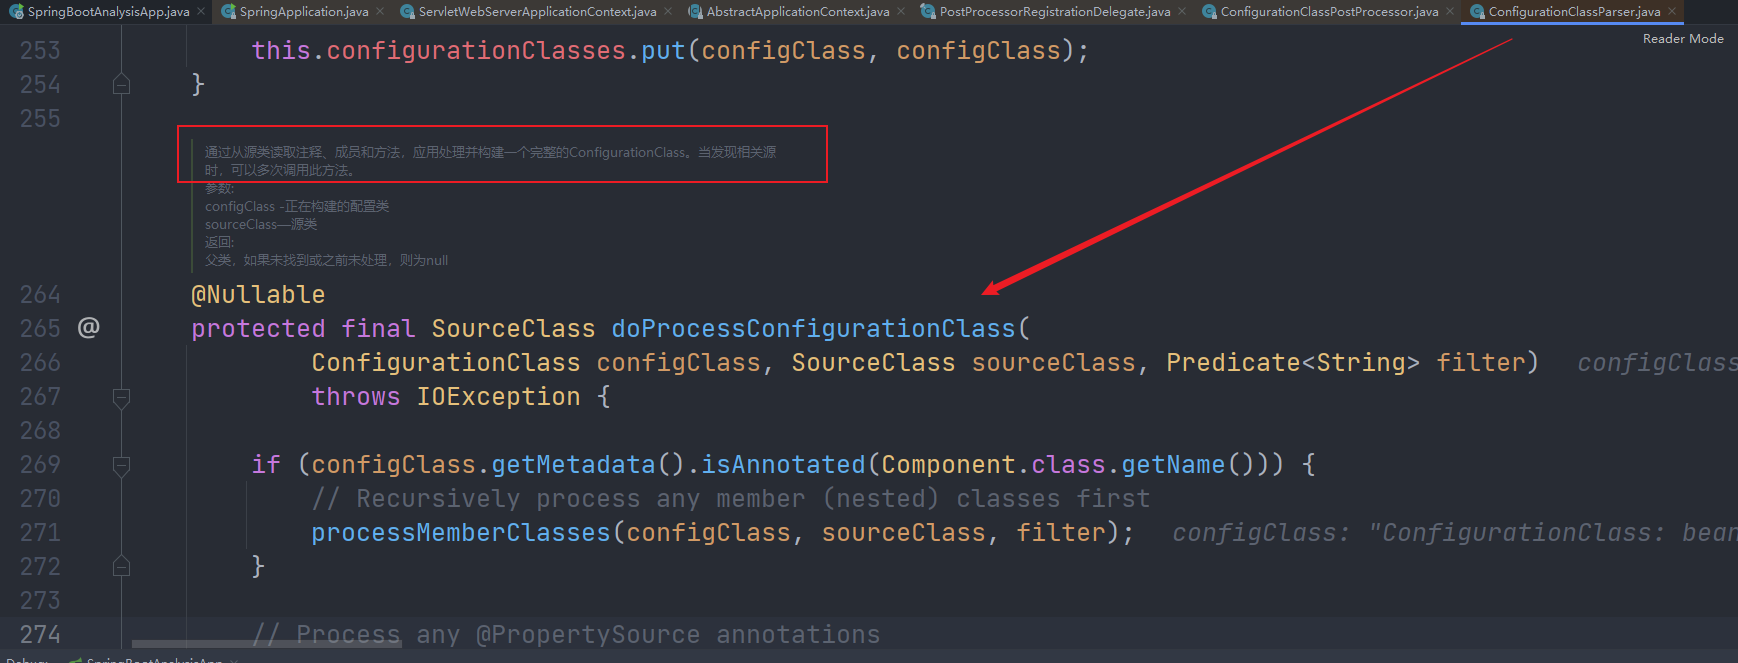 SpringBootAnalysisApp.java SpringApplication.java ServletWebServerApplicationContext.java AbstractApplicationContext.java PostProcessorRegistrationDelegate.java ConfigurationClassPostProcessor.java ConfigurationClassParser.java
Reader Mode
253 this.configurationClasses.put(configClass, configClass);
254 }
255
通过从源类读取注释、成员和方法，应用处理并构建一个完整的ConfigurationClass。当发现相关源
时，可以多次调用此方法。
参数:
configClass -正在构建的配置类
sourceClass—源类
返回:
父类，如果未找到或之前未处理，则为null
264 @Nullable
265 @ protected final SourceClass doProcessConfigurationClass(
266 ConfigurationClass configClass, SourceClass sourceClass, Predicate<String> filter) configClass
267 throws IOException {
268
269 if (configClass.getMetadata().isAnnotated(Component.class.getName())) {
270 // Recursively process any member (nested) classes first
271 processMemberClasses(configClass, sourceClass, filter); configClass: "ConfigurationClass: bean
272 }
273
274 // Process any @PropertySource annotations
Debug: SpringBootAnalysisApp